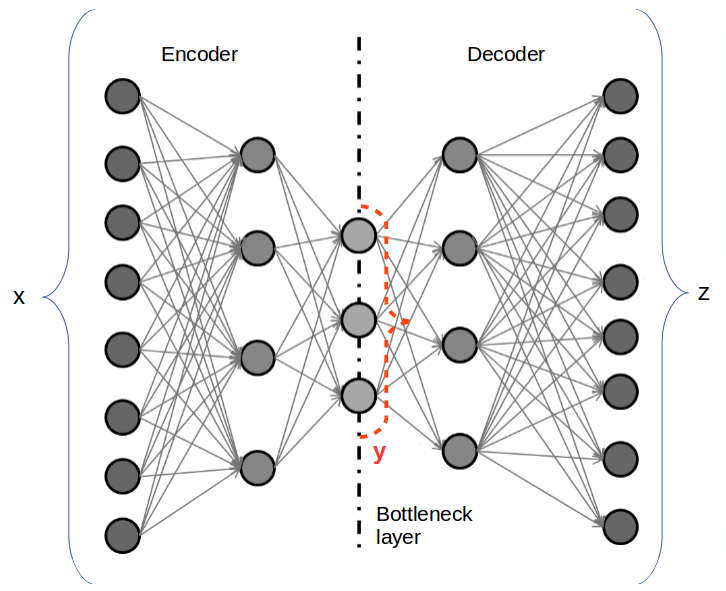 Encoder
Decoder
x
z
y
Bottleneck
layer